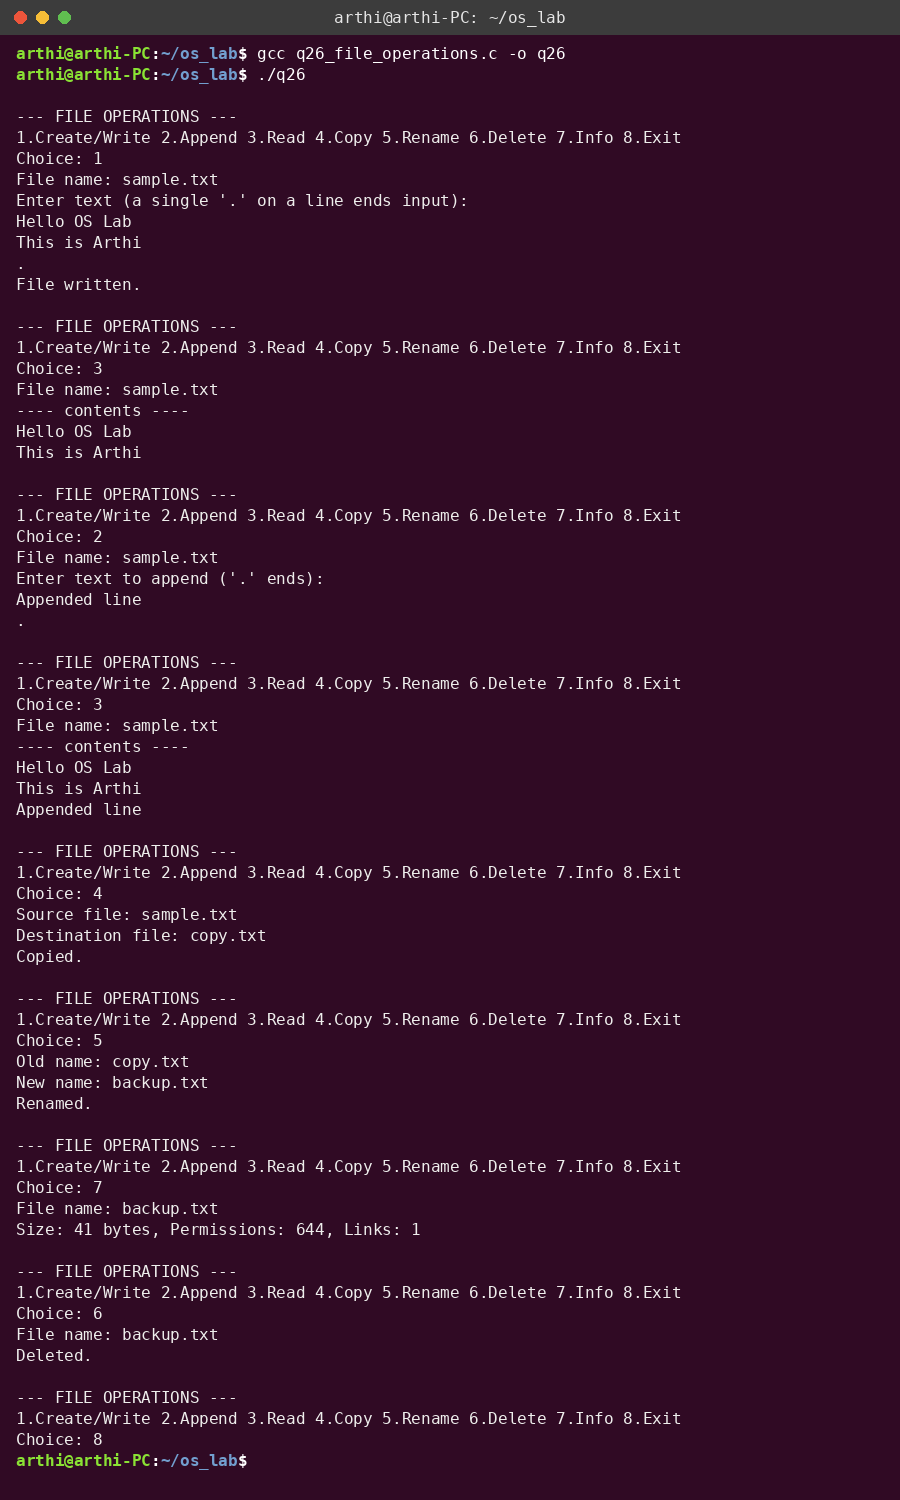 arthi@arthi-PC: ~/os_lab
arthi@arthi-PC:~/os_lab$ gcc q26_file_operations.c -o q26
arthi@arthi-PC:~/os_lab$ ./q26

--- FILE OPERATIONS ---
1.Create/Write 2.Append 3.Read 4.Copy 5.Rename 6.Delete 7.Info 8.Exit
Choice: 1
File name: sample.txt
Enter text (a single '.' on a line ends input):
Hello OS Lab
This is Arthi
.
File written.

--- FILE OPERATIONS ---
1.Create/Write 2.Append 3.Read 4.Copy 5.Rename 6.Delete 7.Info 8.Exit
Choice: 3
File name: sample.txt
---- contents ----
Hello OS Lab
This is Arthi

--- FILE OPERATIONS ---
1.Create/Write 2.Append 3.Read 4.Copy 5.Rename 6.Delete 7.Info 8.Exit
Choice: 2
File name: sample.txt
Enter text to append ('.' ends):
Appended line
.

--- FILE OPERATIONS ---
1.Create/Write 2.Append 3.Read 4.Copy 5.Rename 6.Delete 7.Info 8.Exit
Choice: 3
File name: sample.txt
---- contents ----
Hello OS Lab
This is Arthi
Appended line

--- FILE OPERATIONS ---
1.Create/Write 2.Append 3.Read 4.Copy 5.Rename 6.Delete 7.Info 8.Exit
Choice: 4
Source file: sample.txt
Destination file: copy.txt
Copied.

--- FILE OPERATIONS ---
1.Create/Write 2.Append 3.Read 4.Copy 5.Rename 6.Delete 7.Info 8.Exit
Choice: 5
Old name: copy.txt
New name: backup.txt
Renamed.

--- FILE OPERATIONS ---
1.Create/Write 2.Append 3.Read 4.Copy 5.Rename 6.Delete 7.Info 8.Exit
Choice: 7
File name: backup.txt
Size: 41 bytes, Permissions: 644, Links: 1

--- FILE OPERATIONS ---
1.Create/Write 2.Append 3.Read 4.Copy 5.Rename 6.Delete 7.Info 8.Exit
Choice: 6
File name: backup.txt
Deleted.

--- FILE OPERATIONS ---
1.Create/Write 2.Append 3.Read 4.Copy 5.Rename 6.Delete 7.Info 8.Exit
Choice: 8
arthi@arthi-PC:~/os_lab$